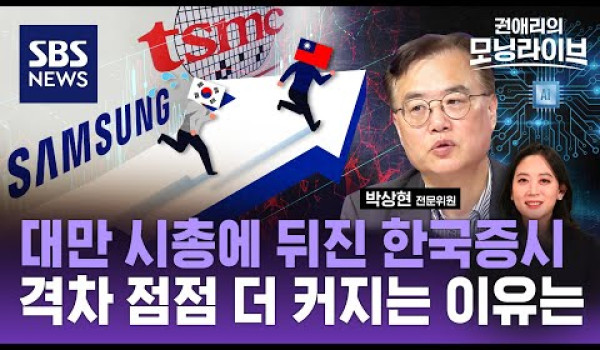 SBS
NEWS
tsmc
SAMSUNG
권애리의
모닝라이브
AI
박상현 전문위원
대만 시총에 뒤진 한국증시
격차 점점 더 커지는 이유는